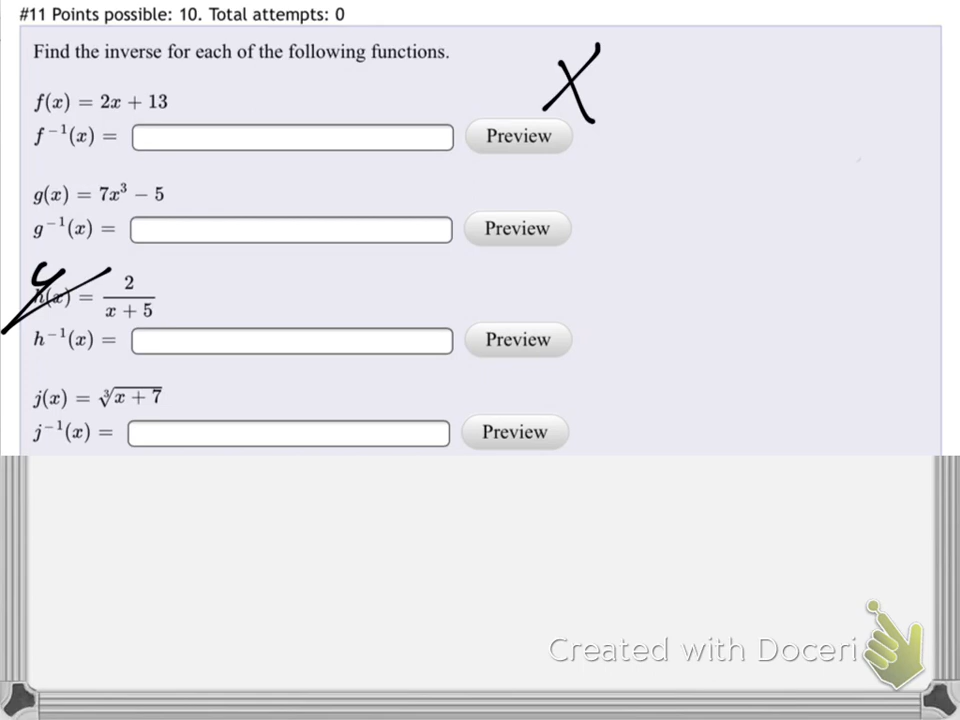 #11 Points possible: 10. Total attempts: 0
Find the inverse for each of the following functions.
X
f(x) = 2x + 13
f⁻¹(x) = Preview
g(x) = 7x³ − 5
g⁻¹(x) = Preview
y
h(x) = 2/(x + 5)
h⁻¹(x) = Preview
j(x) = ∛(x + 7)
j⁻¹(x) = Preview
Created with Doceri